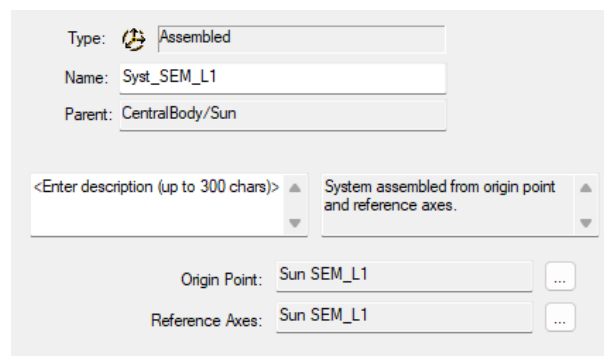 Type: Assembled
Name: Syst_SEM_L1
Parent: CentralBody/Sun
<Enter description (up to 300 chars)>
System assembled from origin point
and reference axes.
Origin Point: Sun SEM_L1 ...
Reference Axes: Sun SEM_L1 ...